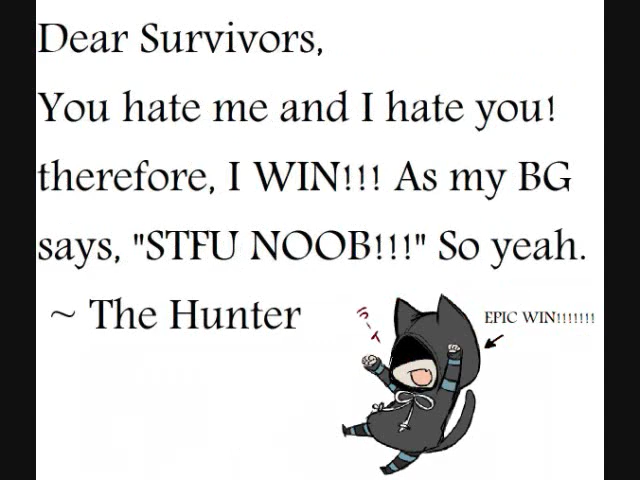 Dear Survivors,
You hate me and I hate you!
therefore, I WIN!!! As my BG
says, "STFU NOOB!!!" So yeah.
~ The Hunter
EPIC WIN!!!!!!!